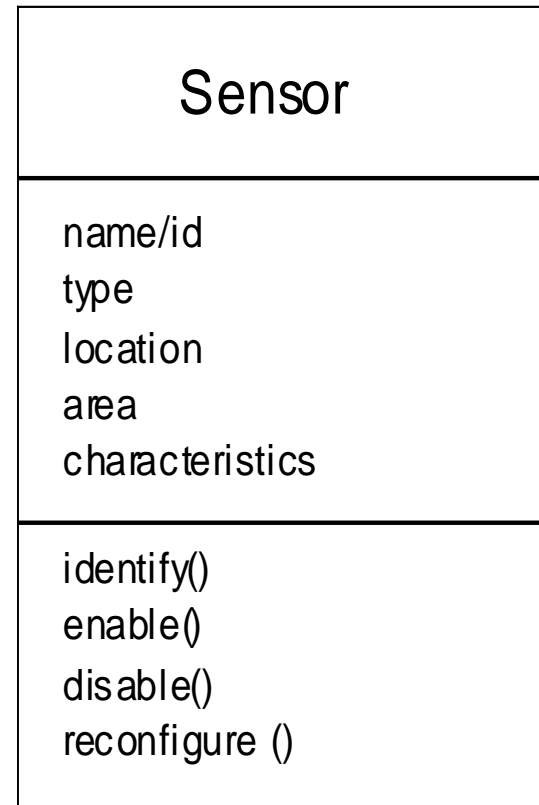 Sensor
name/id
type
location
area
characteristics
identify()
enable()
disable()
reconfigure ()